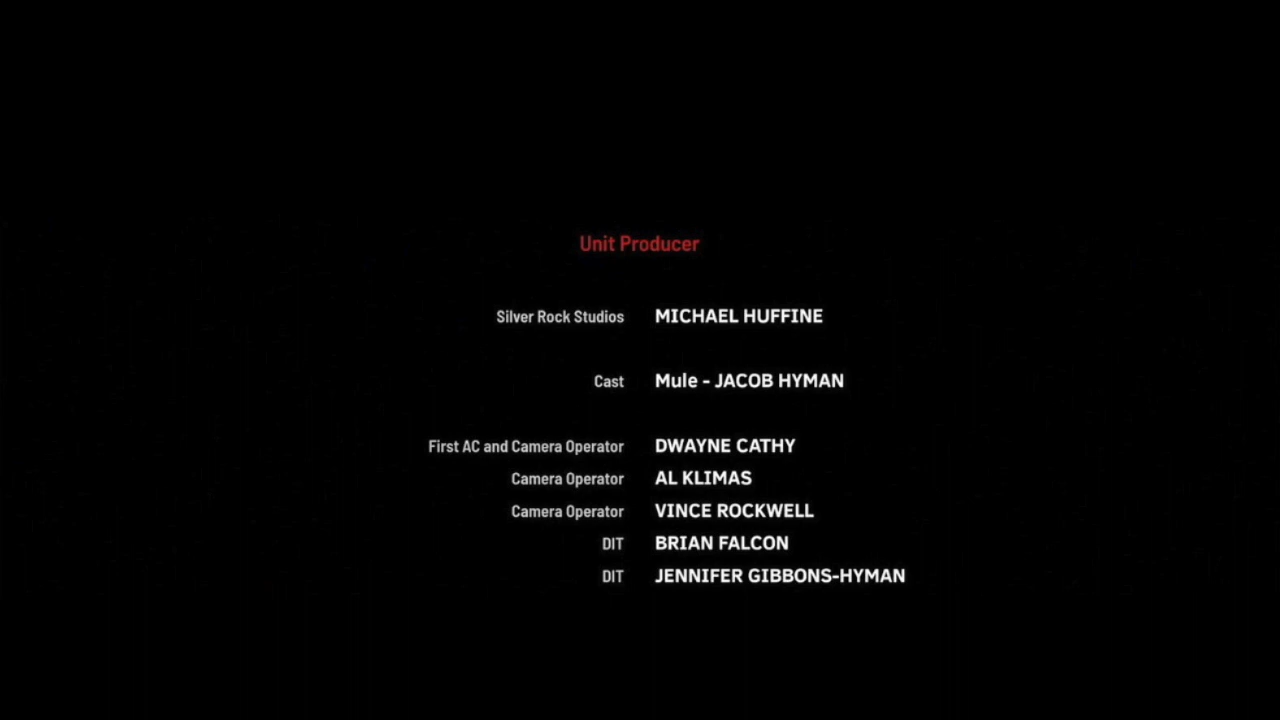 Unit Producer
Silver Rock Studios MICHAEL HUFFINE
Cast Mule - JACOB HYMAN
First AC and Camera Operator DWAYNE CATHY
Camera Operator AL KLIMAS
Camera Operator VINCE ROCKWELL
DIT BRIAN FALCON
DIT JENNIFER GIBBONS-HYMAN